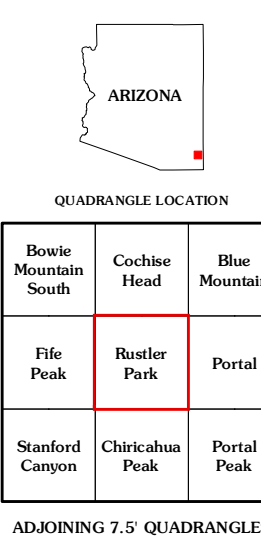 ARIZONA
QUADRANGLE LOCATION
Bowie
Mountain
South
Cochise
Head
Blue
Mountain
Fife
Peak
Rustler
Park
Portal
Stanford
Canyon
Chiricahua
Peak
Portal
Peak
ADJOINING 7.5' QUADRANGLE